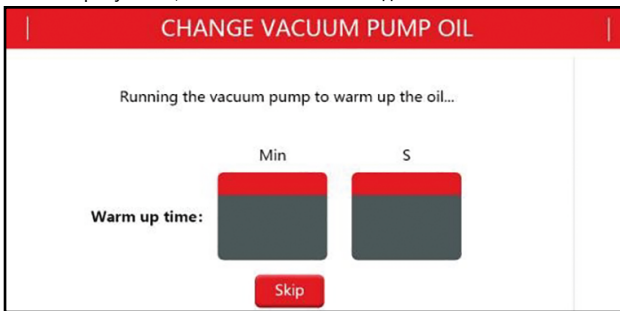 CHANGE VACUUM PUMP OIL
Running the vacuum pump to warm up the oil...
Min S
Warm up time:
Skip